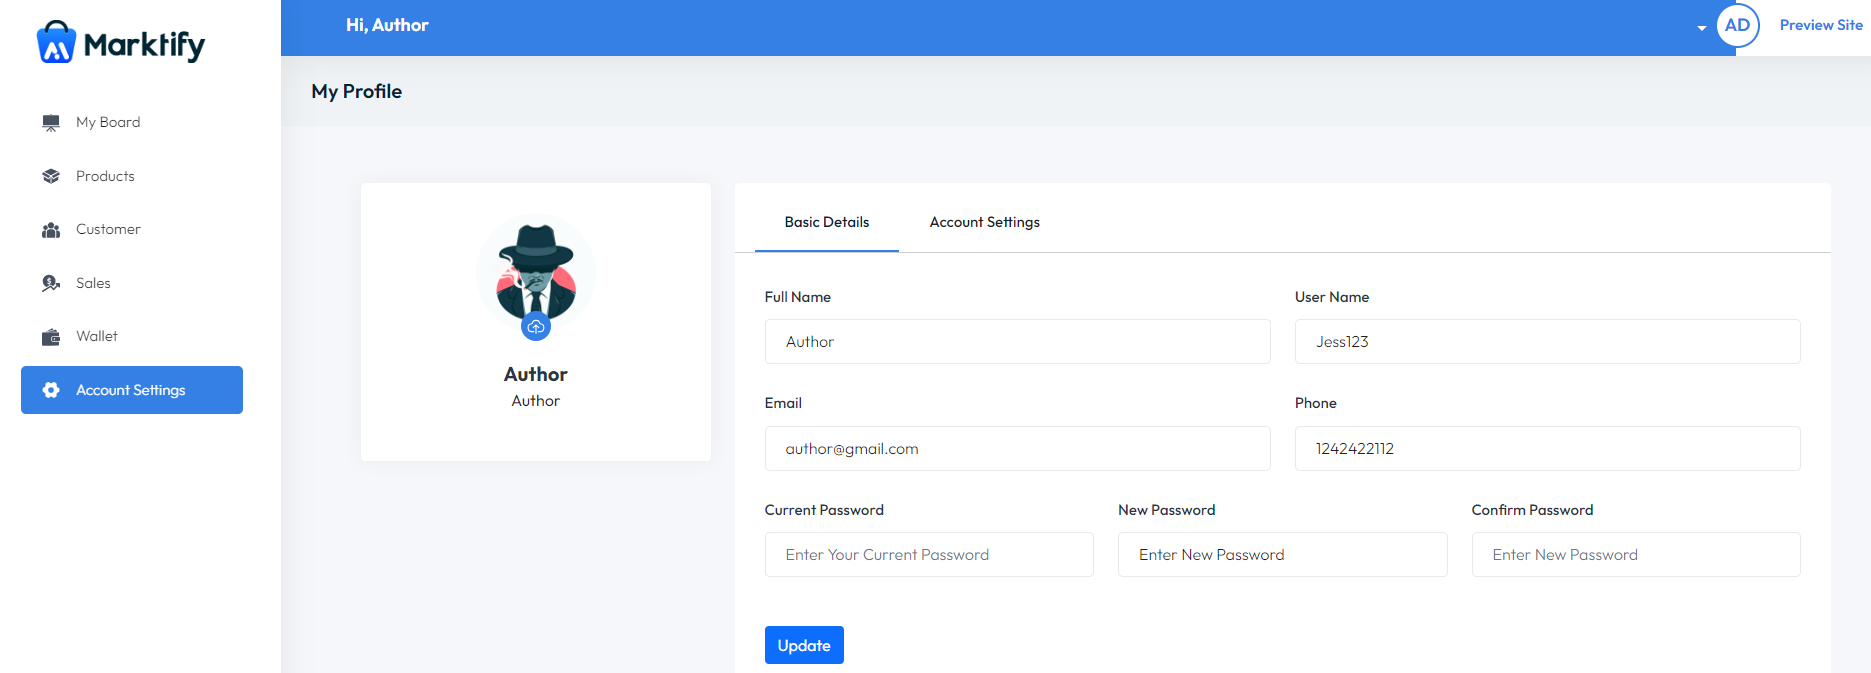 Marktify
My Board
Products
Customer
Sales
Wallet
Account Settings
Hi, Author
AD
Preview Site
My Profile
Author
Author
Basic Details
Account Settings
Full Name
User Name
Author
Jess123
Email
Phone
author@gmail.com
1242422112
Current Password
New Password
Confirm Password
Enter Your Current Password
Enter New Password
Enter New Password
Update